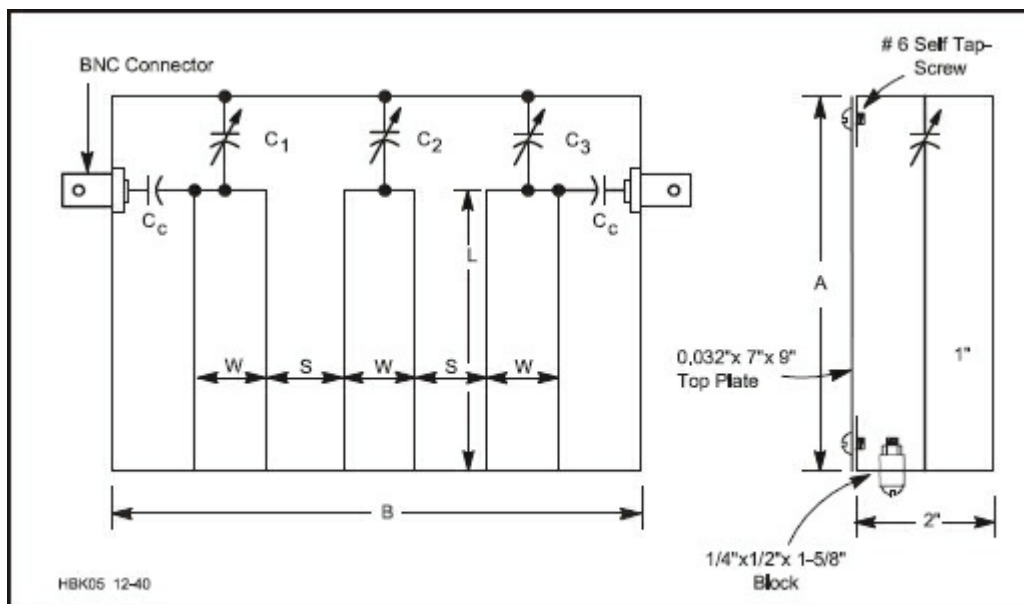 BNC Connector
# 6 Self Tap–
Screw
C1
C2
C3
Cc
Cc
L
A
W
S
W
S
W
0.032"x 7"x 9"
Top Plate
1"
B
2"
1/4"x1/2"x 1–5/8"
Block
HBK05 12-40